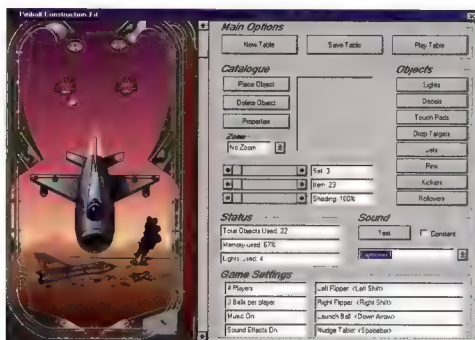 Pinball Construction Kit
Main Options
New Table
Save Table
Play Table
Catalogue
Objects
Place Object
Delete Object
Properties
Zoom
No Zoom
Set: 3
Item: 23
Shading: 100%
Lights
Decals
Touch Pads
Drop Targets
Jets
Pins
Kickers
Rollovers
Status
Sound
Total Objects Used: 22
Memory used: 67%
Lights Used: 4
Test
Constant
Explosion 1
Game Settings
4 Players
3 Balls per player
Music On
Sound Effects On
Left Flipper <Left Shift>
Right Flipper <Right Shift>
Launch Ball <Down Arrow>
Nudge Table <Spacebar>